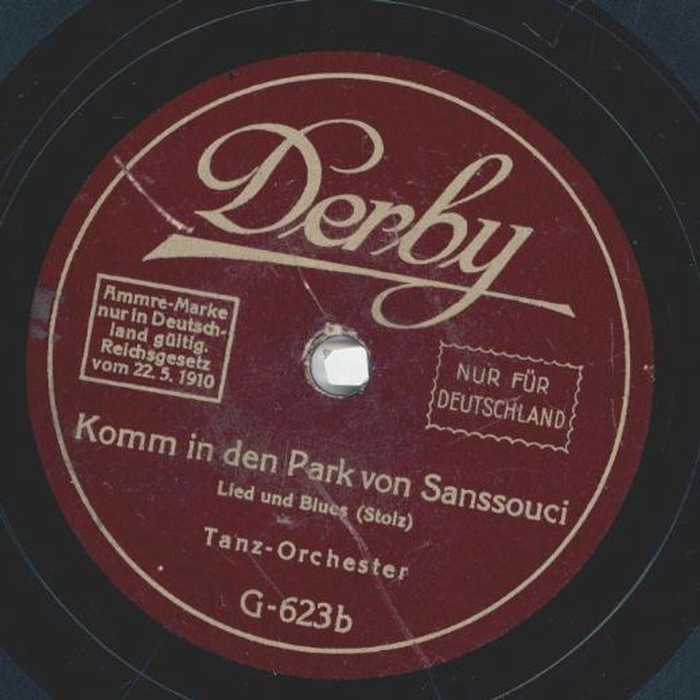 Derby
Ammre-Marke
nur in Deutsch-
land gültig.
Reichsgesetz
vom 22. 5. 1910
NUR FÜR
DEUTSCHLAND
Komm in den Park von Sanssouci
Lied und Blues (Stolz)
Tanz-Orchester
G-623b